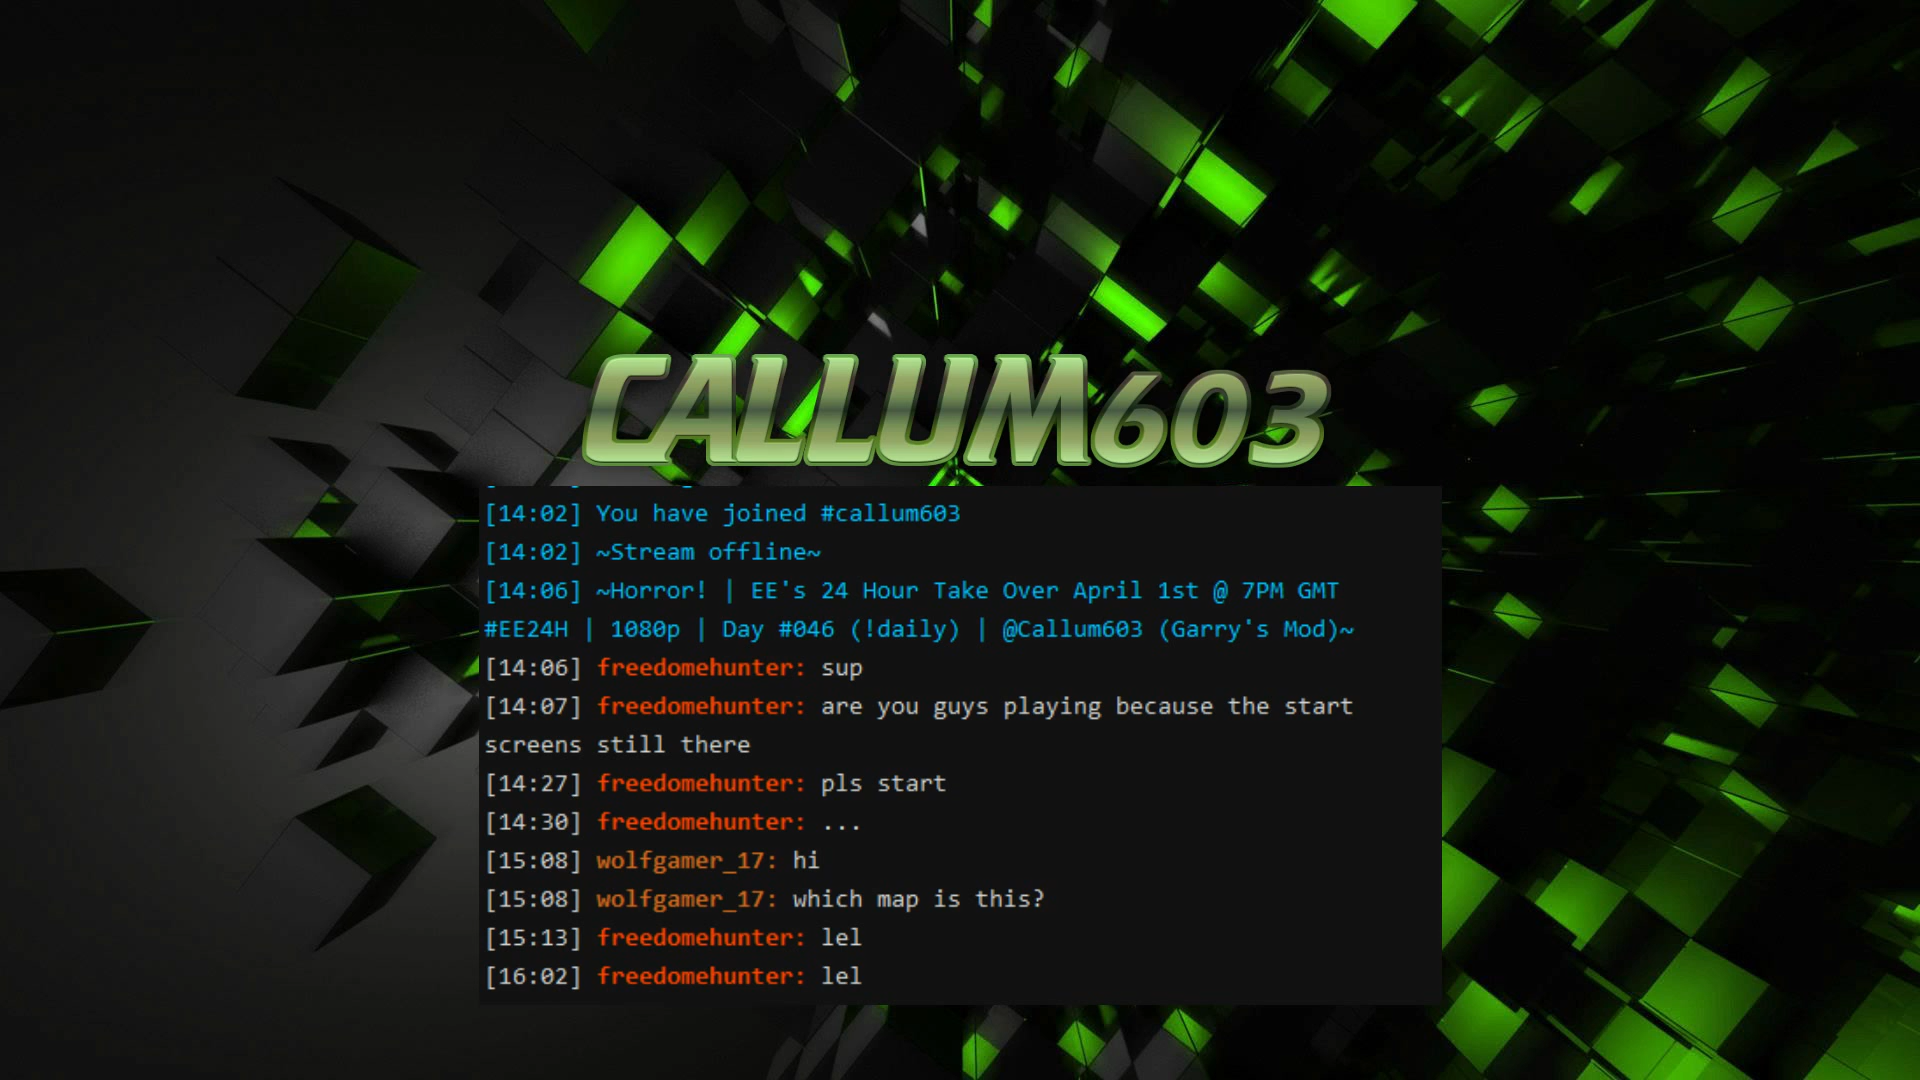 CALLUM603
[14:02] You have joined #callum603
[14:02] ~Stream offline~
[14:06] ~Horror! | EE's 24 Hour Take Over April 1st @ 7PM GMT
#EE24H | 1080p | Day #046 (!daily) | @Callum603 (Garry's Mod)~
[14:06] freedomehunter: sup
[14:07] freedomehunter: are you guys playing because the start
screens still there
[14:27] freedomehunter: pls start
[14:30] freedomehunter: ...
[15:08] wolfgamer_17: hi
[15:08] wolfgamer_17: which map is this?
[15:13] freedomehunter: lel
[16:02] freedomehunter: lel